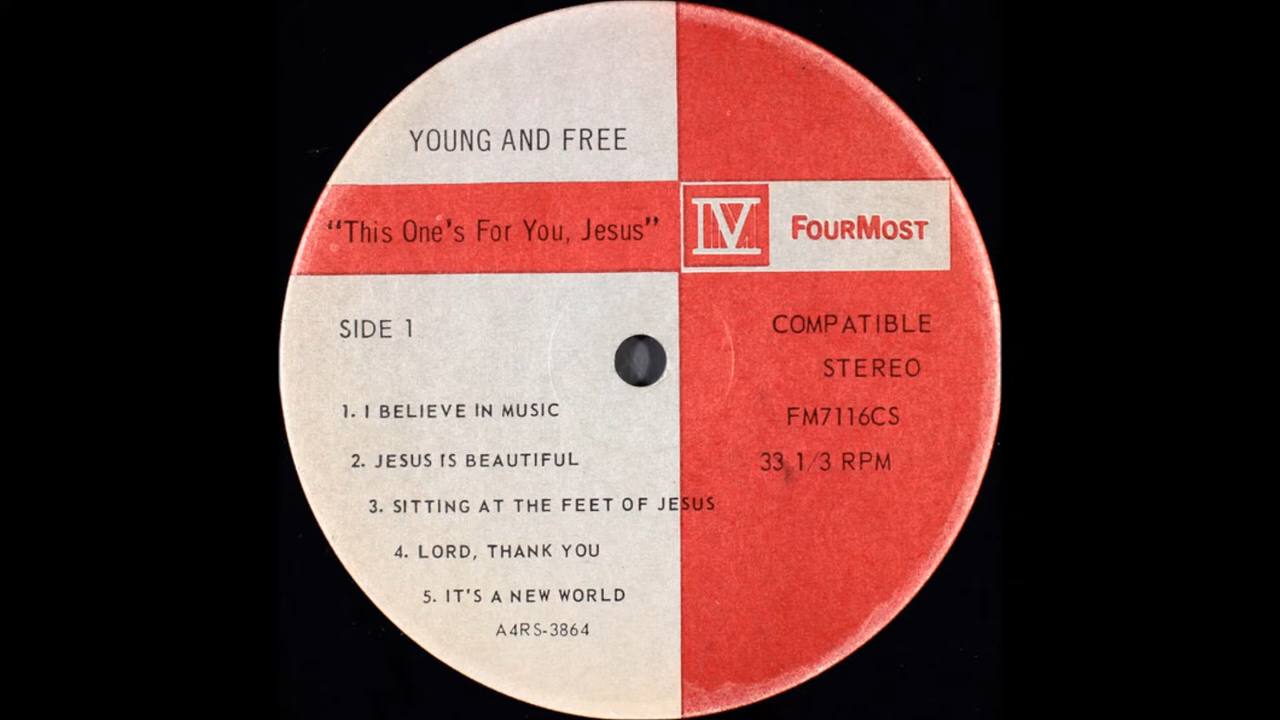 YOUNG AND FREE
"This One's For You, Jesus"
IV FOURMOST
SIDE 1
COMPATIBLE
STEREO
FM7116CS
33 1/3 RPM
1. I BELIEVE IN MUSIC
2. JESUS IS BEAUTIFUL
3. SITTING AT THE FEET OF JESUS
4. LORD, THANK YOU
5. IT'S A NEW WORLD
A4RS-3864